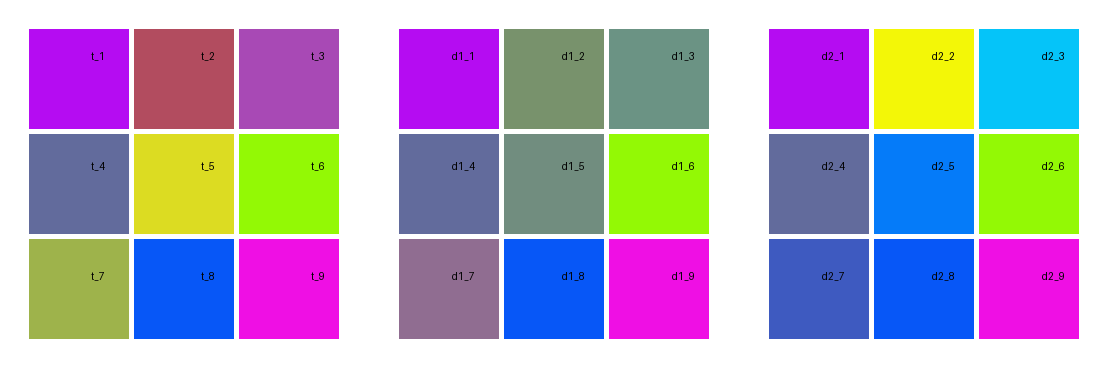 t_1 t_2 t_3 d1_1 d1_2 d1_3 d2_1 d2_2 d2_3
t_4 t_5 t_6 d1_4 d1_5 d1_6 d2_4 d2_5 d2_6
t_7 t_8 t_9 d1_7 d1_8 d1_9 d2_7 d2_8 d2_9